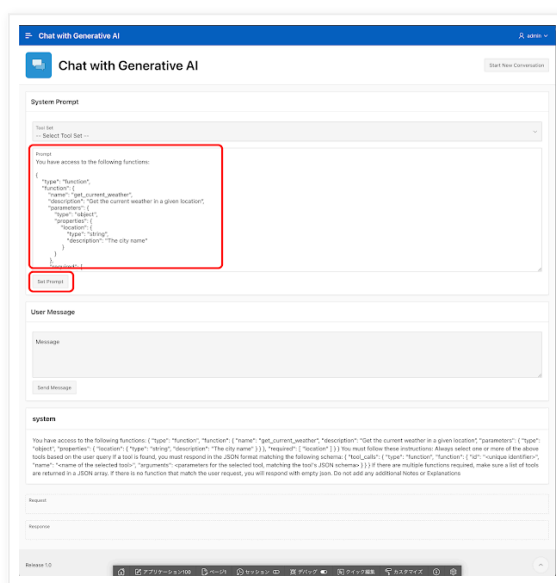 Chat with Generative AI
admin
Chat with Generative AI
Start New Conversation
System Prompt
Tool Set
-- Select Tool Set --
Prompt
You have access to the following functions:
{
"type": "function",
"function": {
"name": "get_current_weather",
"description": "Get the current weather in a given location",
"parameters": {
"type": "object",
"properties": {
"location": {
"type": "string",
"description": "The city name"
}
}
},
"required": [
Set Prompt
User Message
Message
Send Message
system
You have access to the following functions: { "type": "function", "function": { "name": "get_current_weather", "description": "Get the current weather in a given location", "parameters": { "type":
"object", "properties": { "location": { "type": "string", "description": "The city name" } } }, "required": [ "location" ] } } You must follow these instructions: Always select one or more of the above
tools based on the user query If a tool is found, you must respond in the JSON format matching the following schema: { "tool_calls": { "type": "function", "function": { "id": "<unique identifier>",
"name": "<name of the selected tool>", "arguments": <parameters for the selected tool, matching the tool's JSON schema> } } } If there are multiple functions required, make sure a list of tools
are returned in a JSON array. If there is no function that match the user request, you will respond with empty json. Do not add any additional Notes or Explanations
Request
Response
Release 1.0
アプリケーション100 ページ1 セッション デバッグ クイック編集 カスタマイズ